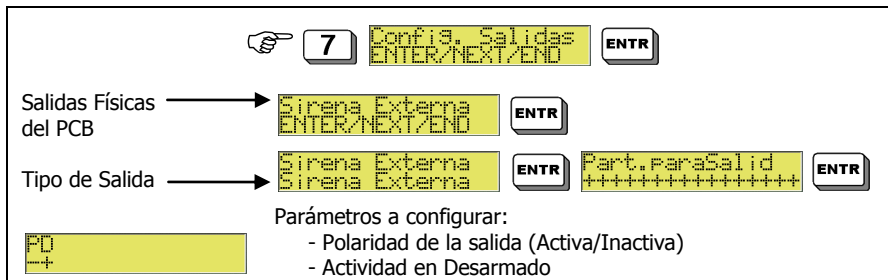 7 Config. Salidas ENTR
ENTER/NEXT/END
Salidas Físicas
del PCB
Sirena Externa
ENTER/NEXT/END ENTR
Tipo de Salida
Sirena Externa
Sirena Externa ENTR
Part.paraSalid
++++++++++++++++ ENTR
Parámetros a configurar:
- Polaridad de la salida (Activa/Inactiva)
- Actividad en Desarmado
PD
-+